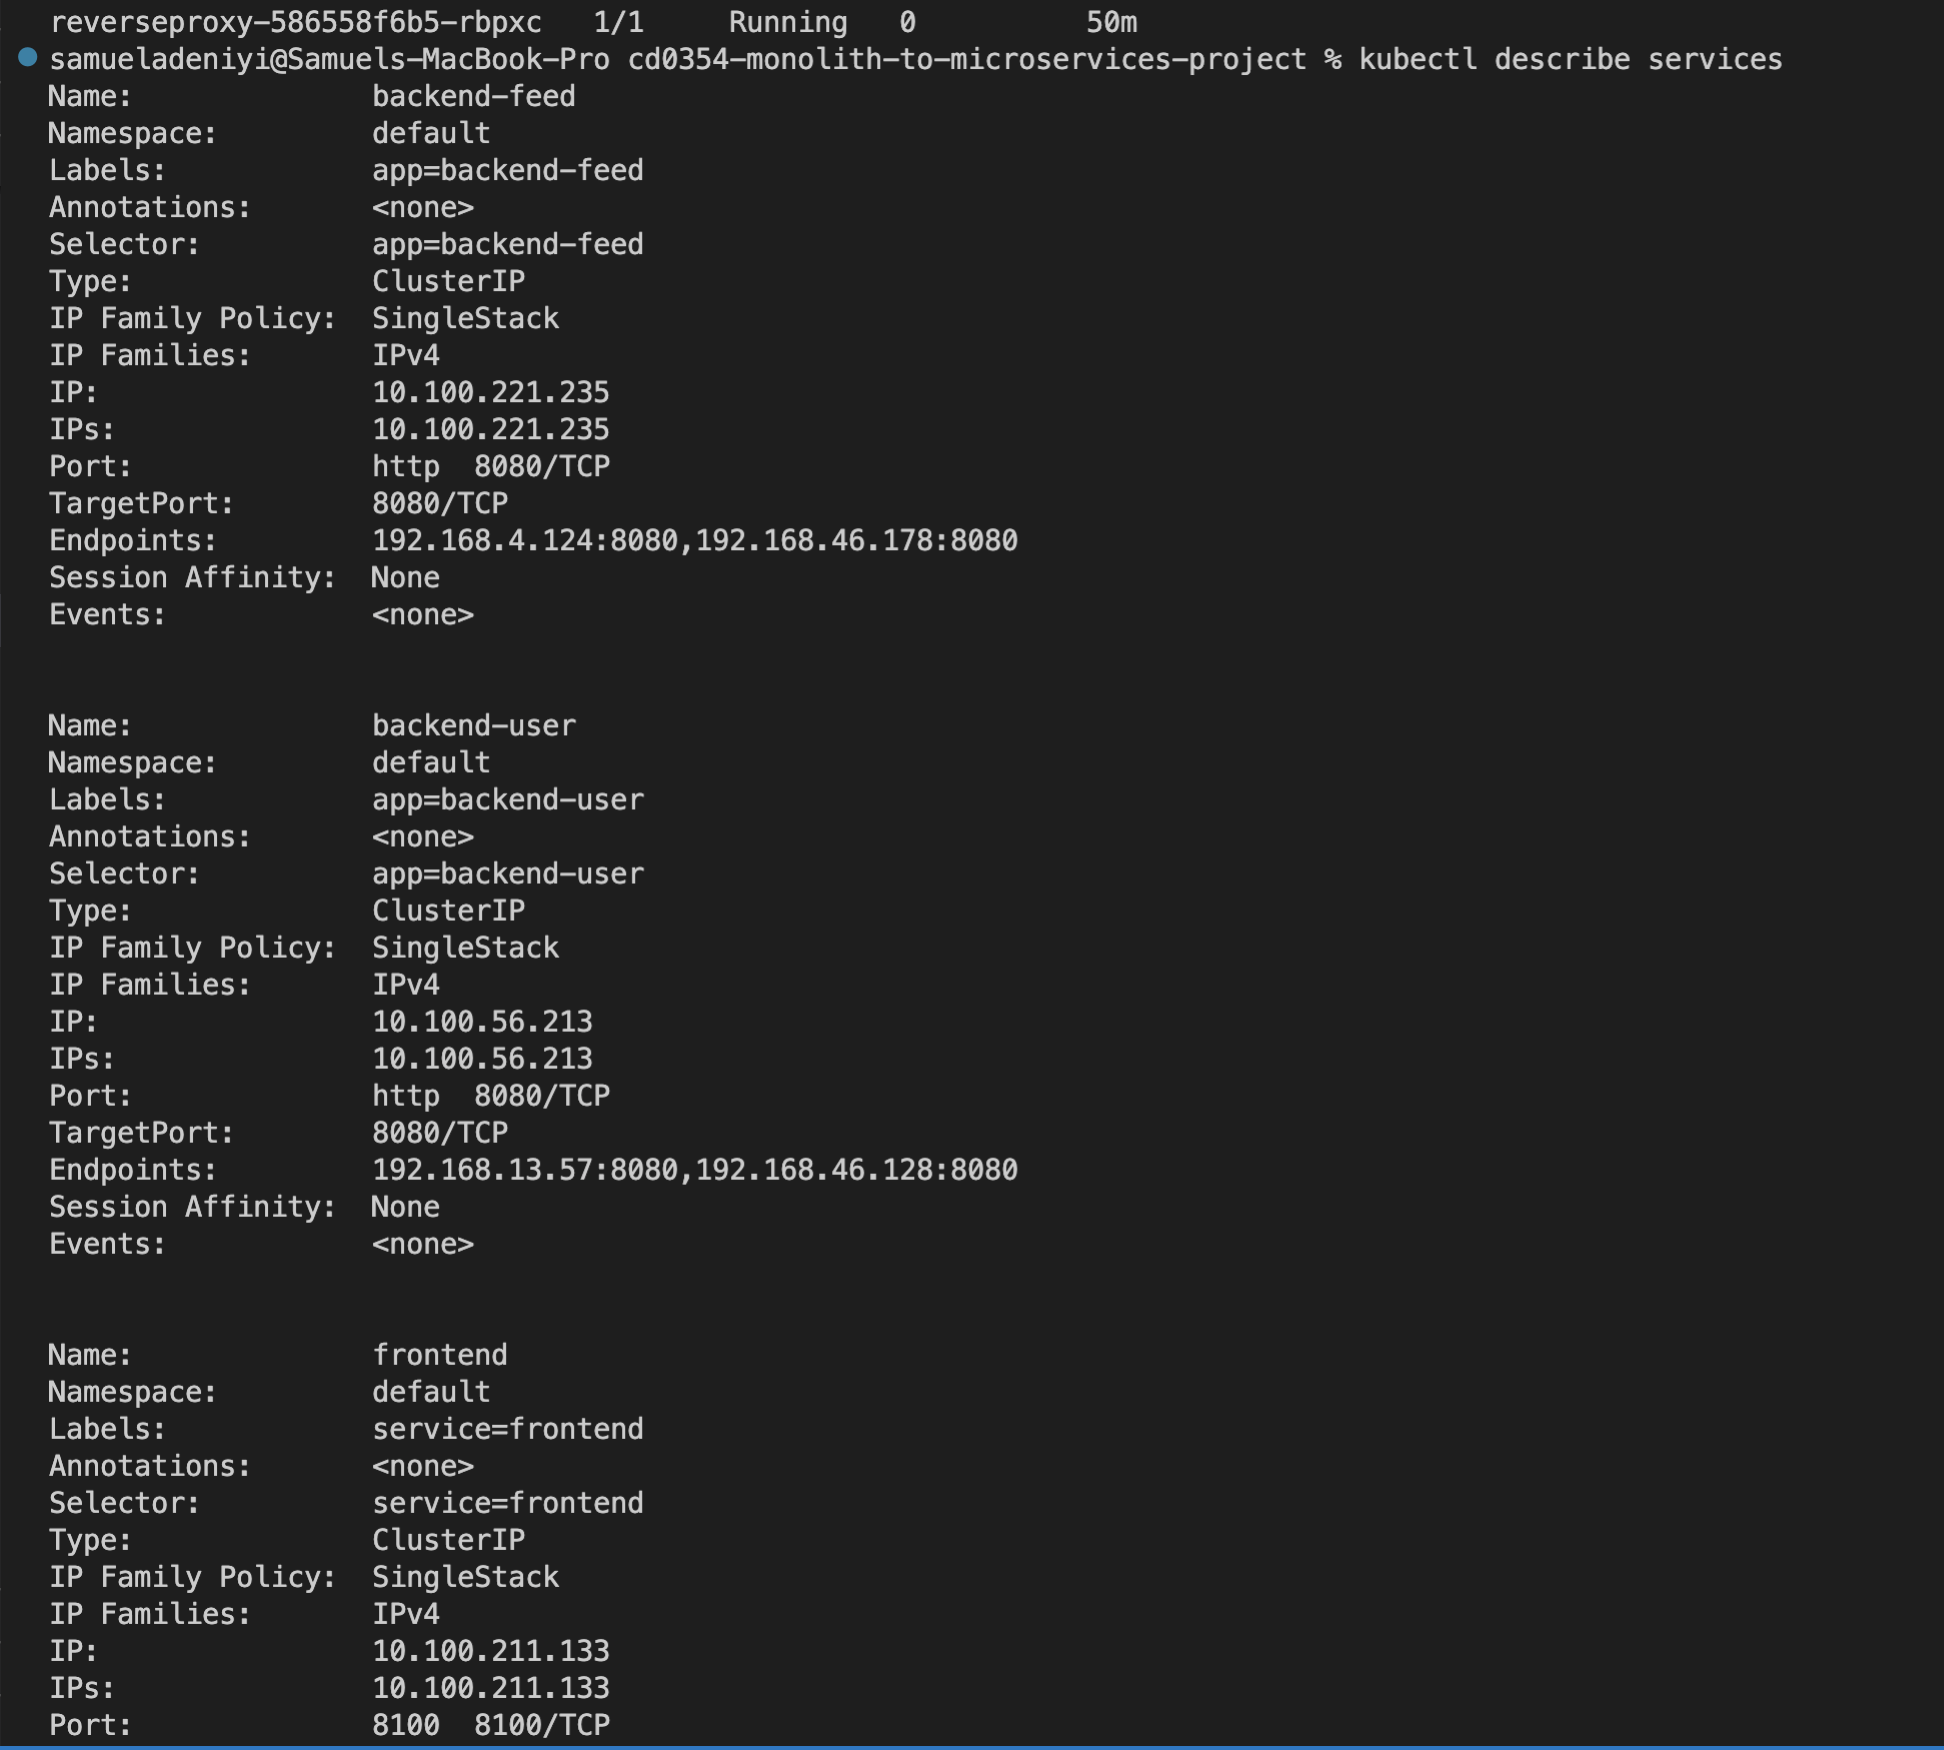 reverseproxy-586558f6b5-rbpxc   1/1     Running   0          50m
samueladeniyi@Samuels-MacBook-Pro cd0354-monolith-to-microservices-project % kubectl describe services
Name:              backend-feed
Namespace:         default
Labels:            app=backend-feed
Annotations:       <none>
Selector:          app=backend-feed
Type:              ClusterIP
IP Family Policy:  SingleStack
IP Families:       IPv4
IP:                10.100.221.235
IPs:               10.100.221.235
Port:              http  8080/TCP
TargetPort:        8080/TCP
Endpoints:         192.168.4.124:8080,192.168.46.178:8080
Session Affinity:  None
Events:            <none>
Name:              backend-user
Namespace:         default
Labels:            app=backend-user
Annotations:       <none>
Selector:          app=backend-user
Type:              ClusterIP
IP Family Policy:  SingleStack
IP Families:       IPv4
IP:                10.100.56.213
IPs:               10.100.56.213
Port:              http  8080/TCP
TargetPort:        8080/TCP
Endpoints:         192.168.13.57:8080,192.168.46.128:8080
Session Affinity:  None
Events:            <none>
Name:              frontend
Namespace:         default
Labels:            service=frontend
Annotations:       <none>
Selector:          service=frontend
Type:              ClusterIP
IP Family Policy:  SingleStack
IP Families:       IPv4
IP:                10.100.211.133
IPs:               10.100.211.133
Port:              8100  8100/TCP